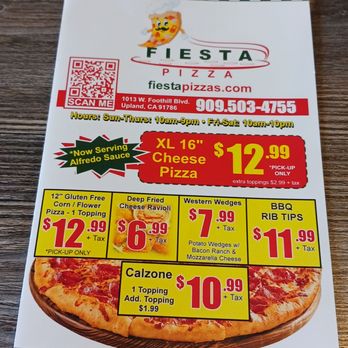 FIESTA
PIZZA
fiestapizzas.com
SCAN ME
1013 W. Foothill Blvd.
Upland, CA 91786
909.503-4755
Hours: Sun-Thurs: 10am-9pm • Fri-Sat: 10am-10pm
*Now Serving
Alfredo Sauce
XL 16"
Cheese
Pizza
$12.99
*PICK-UP
ONLY
extra toppings $2.99 + tax
12" Gluten Free
Corn / Flower
Pizza - 1 Topping
$12.99
+ Tax
*PICK-UP ONLY
Deep Fried
Cheese Ravioli
$6.99
+ Tax
Western Wedges
$7.99
+ Tax
Potato Wedges w/
Bacon Ranch &
Mozzarella Cheese
BBQ
RIB TIPS
$11.99
+ Tax
Calzone
1 Topping
Add. Topping
$1.99
$10.99
+ Tax